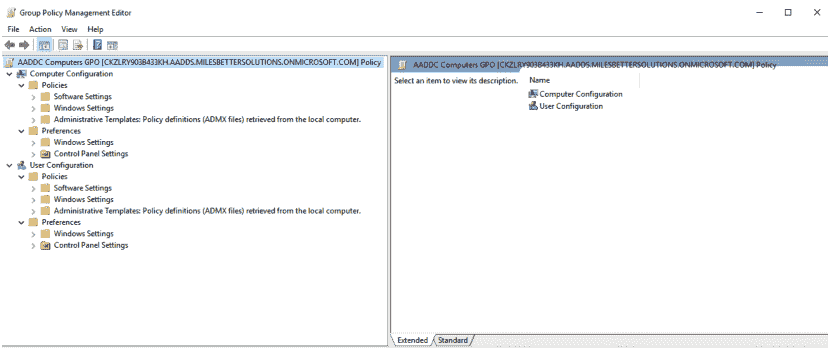 Group Policy Management Editor
File Action View Help
AADDC Computers GPO [CKZLRY903B433KH.AADDS.MILESBETTERSOLUTIONS.ONMICROSOFT.COM] Policy
Computer Configuration
Policies
Software Settings
Windows Settings
Administrative Templates: Policy definitions (ADMX files) retrieved from the local computer.
Preferences
Windows Settings
Control Panel Settings
User Configuration
Policies
Software Settings
Windows Settings
Administrative Templates: Policy definitions (ADMX files) retrieved from the local computer.
Preferences
Windows Settings
Control Panel Settings
AADDC Computers GPO [CKZLRY903B433KH.AADDS.MILESBETTERSOLUTIONS.ONMICROSOFT.COM] Policy
Select an item to view its description.
Name
Computer Configuration
User Configuration
Extended Standard